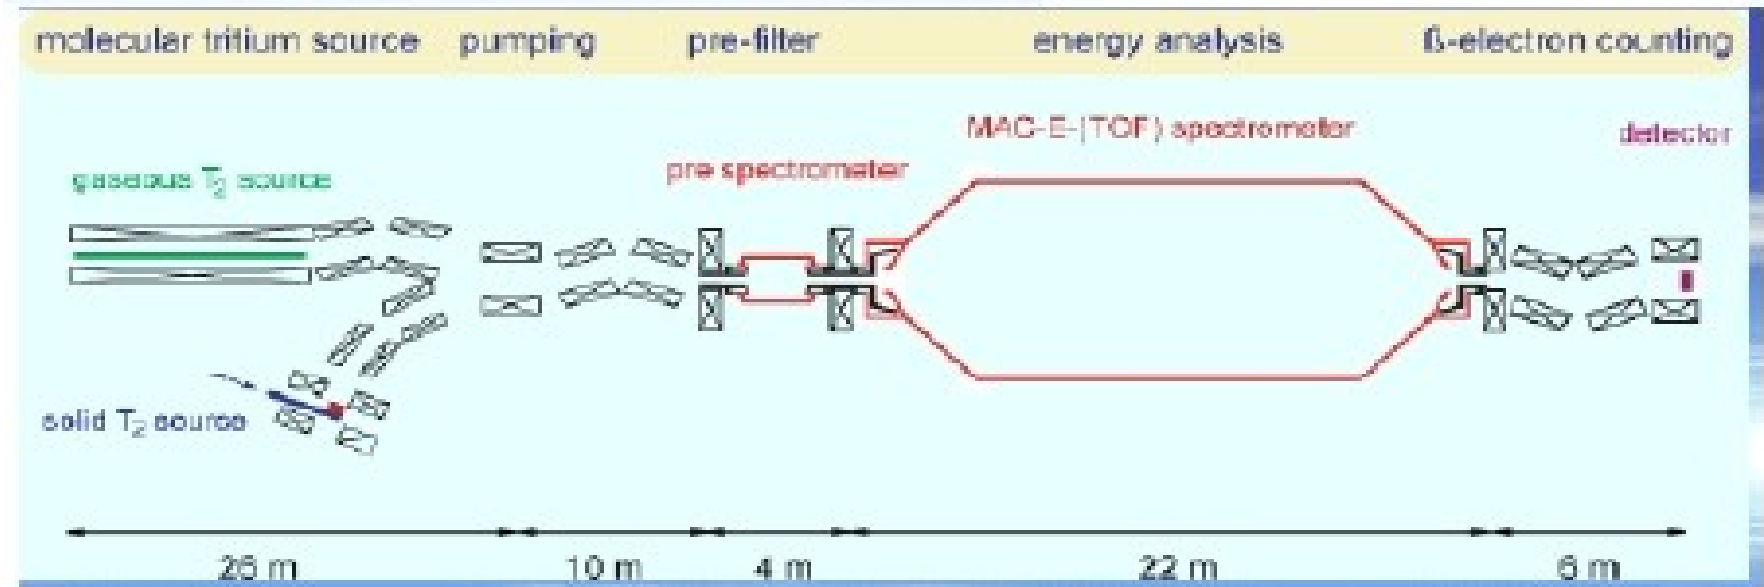 molecular tritium source pumping pre-filter energy analysis ß-electron counting
MAC-E-(TOF) spectrometer
detector
pre spectrometer
gaseous T₂ source
solid T₂ source
10 m 4 m 22 m 6 m